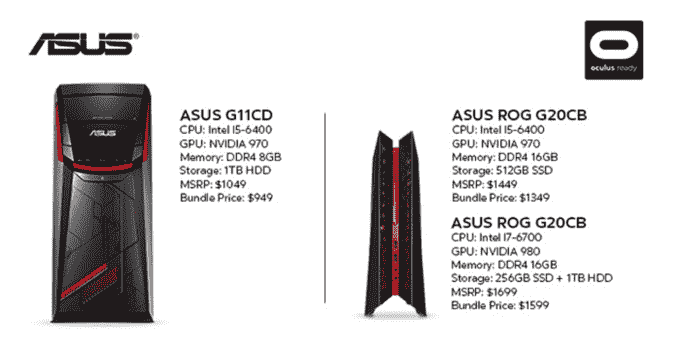 ASUS®
oculus ready
ASUS
ASUS G11CD
CPU: Intel I5-6400
GPU: NVIDIA 970
Memory: DDR4 8GB
Storage: 1TB HDD
MSRP: $1049
Bundle Price: $949
ASUS ROG G20CB
CPU: Intel I5-6400
GPU: NVIDIA 970
Memory: DDR4 16GB
Storage: 512GB SSD
MSRP: $1449
Bundle Price: $1349
ASUS ROG G20CB
CPU: Intel I7-6700
GPU: NVIDIA 980
Memory: DDR4 16GB
Storage: 256GB SSD + 1TB HDD
MSRP: $1699
Bundle Price: $1599